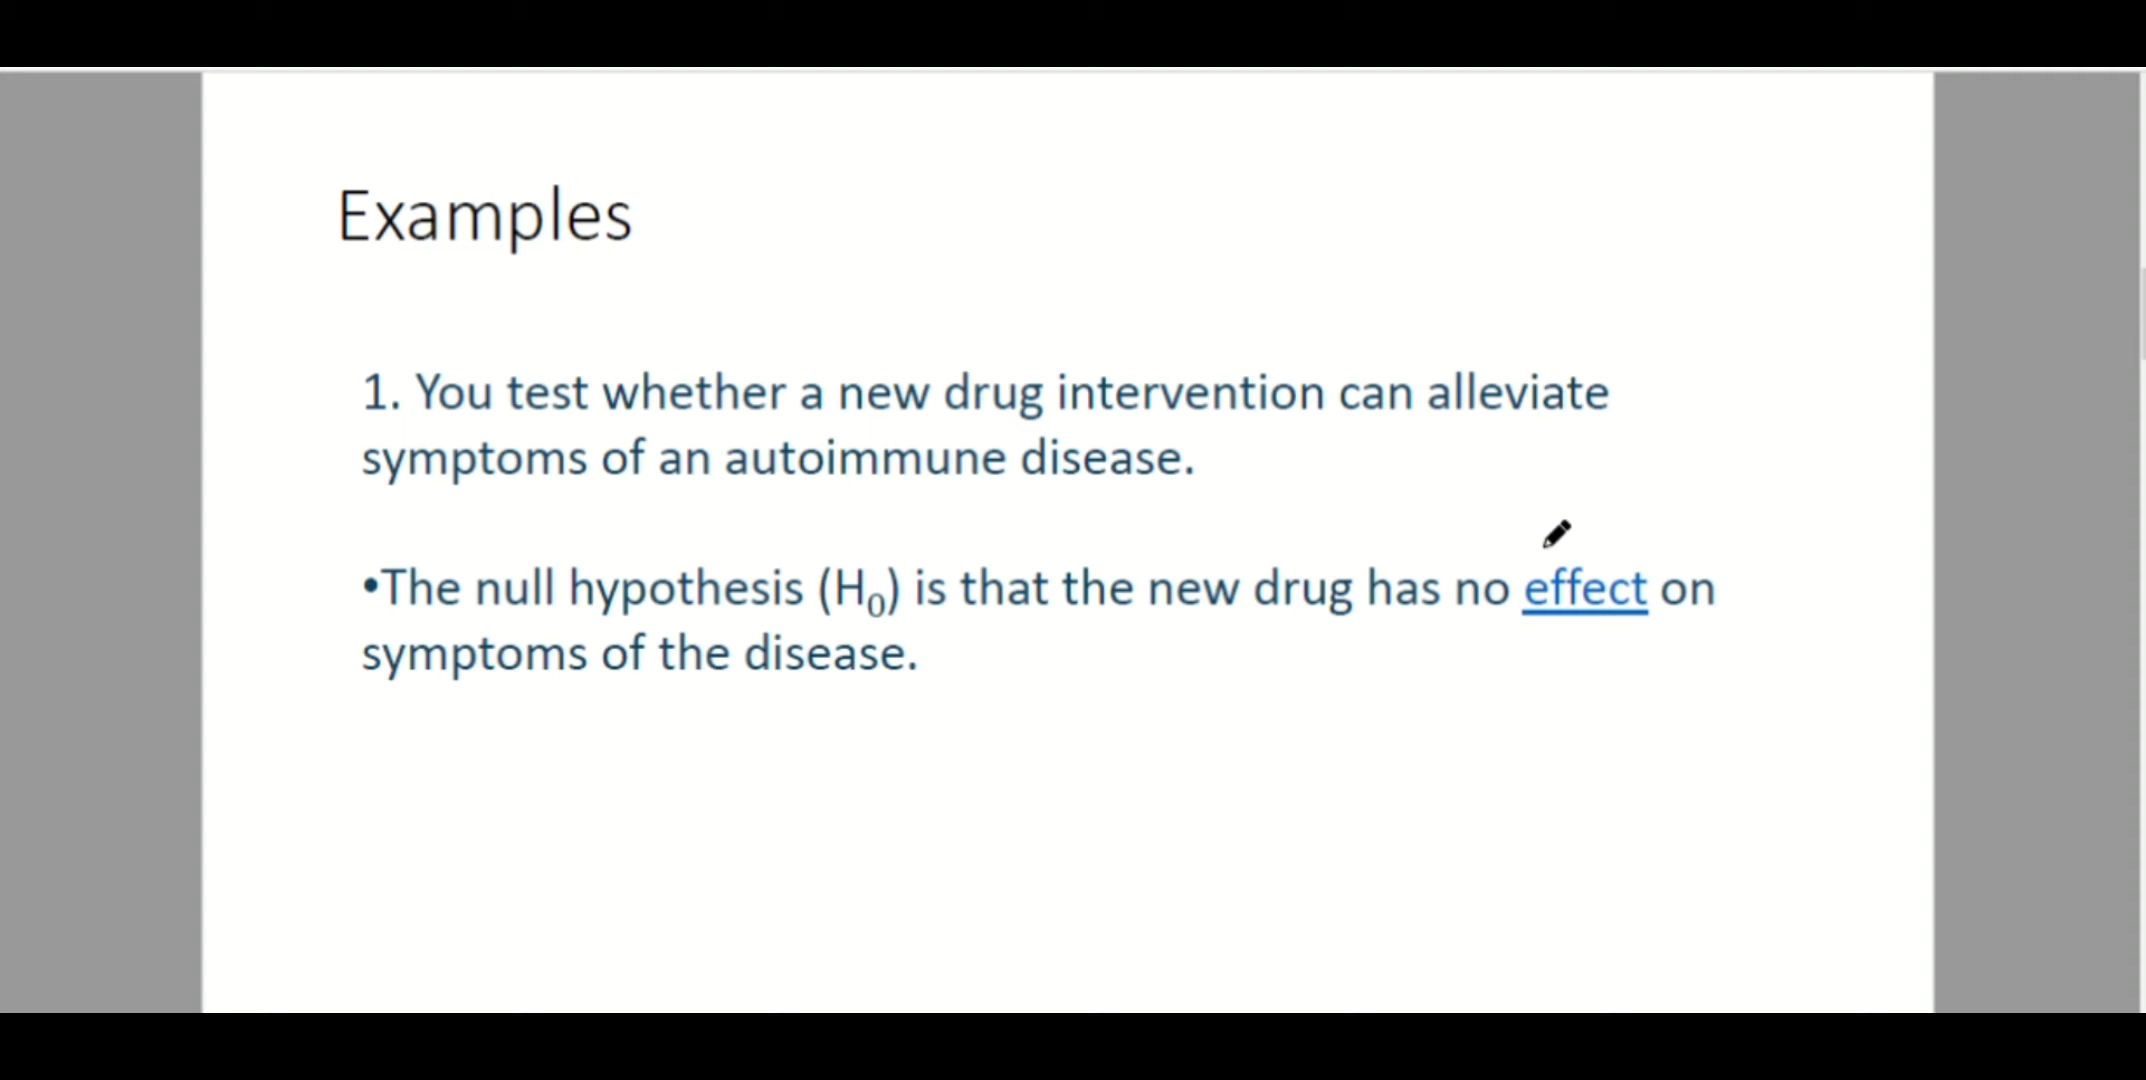 Examples
1. You test whether a new drug intervention can alleviate
symptoms of an autoimmune disease.
•The null hypothesis (H₀) is that the new drug has no effect on
symptoms of the disease.